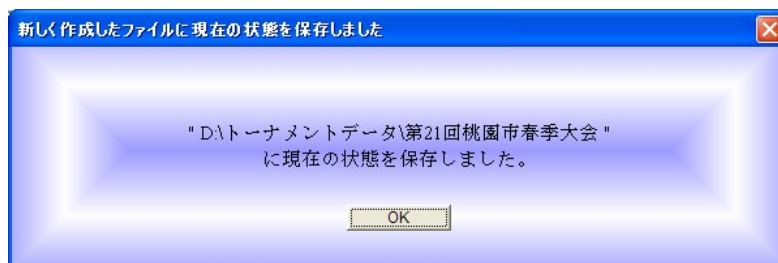 新しく作成したファイルに現在の状態を保存しました
" D:\トーナメントデータ\第21回桃園市春季大会 "
に現在の状態を保存しました。
OK